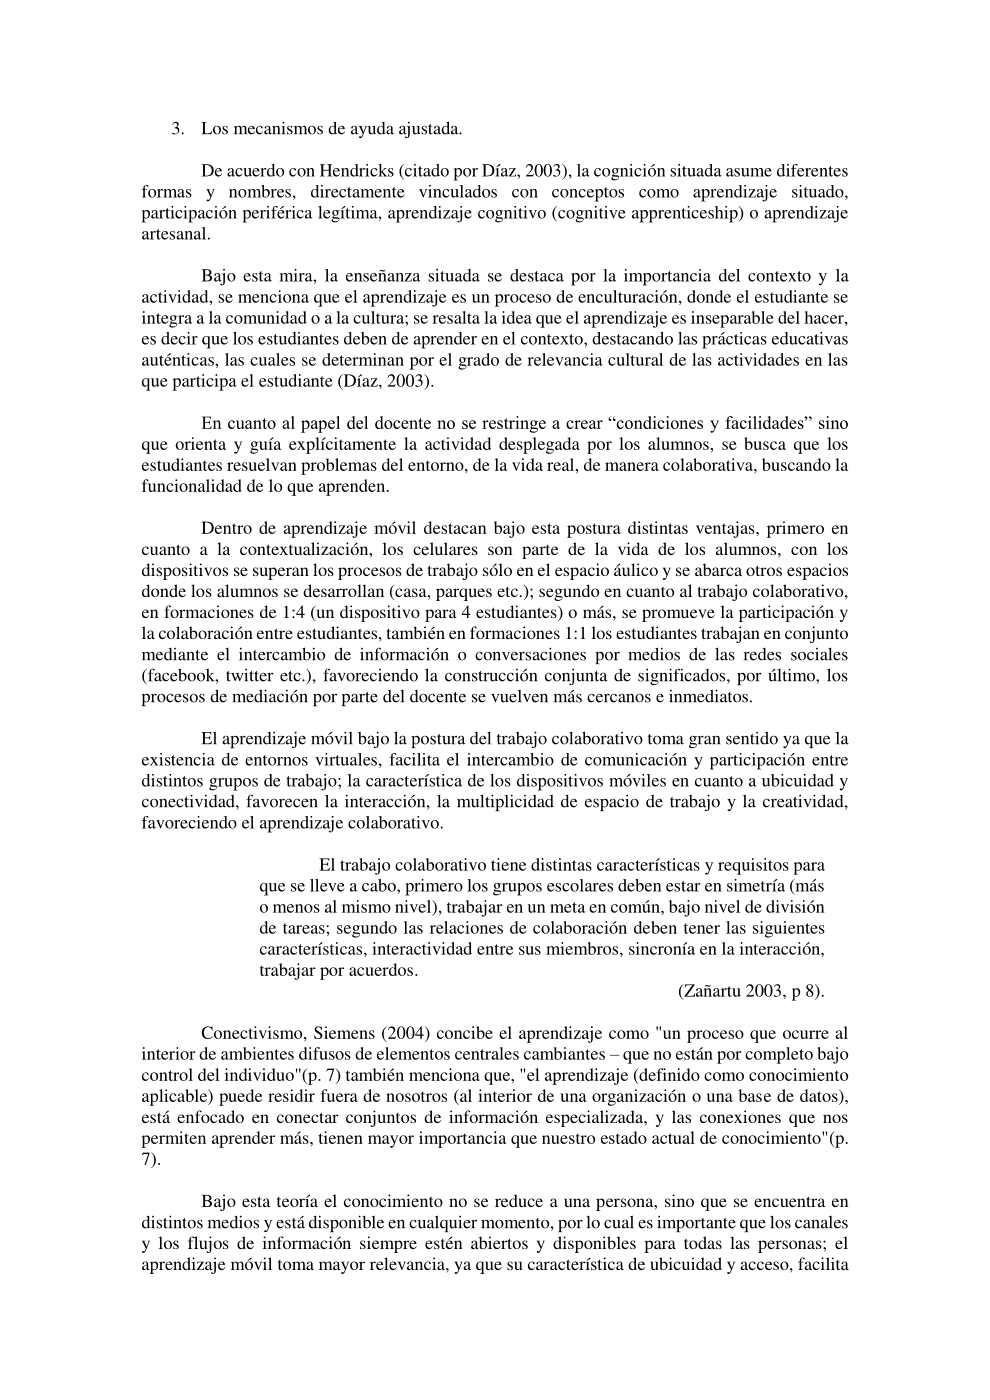 3. Los mecanismos de ayuda ajustada.
De acuerdo con Hendricks (citado por Díaz, 2003), la cognición situada asume diferentes
formas y nombres, directamente vinculados con conceptos como aprendizaje situado,
participación periférica legítima, aprendizaje cognitivo (cognitive apprenticeship) o aprendizaje
artesanal.
Bajo esta mira, la enseñanza situada se destaca por la importancia del contexto y la
actividad, se menciona que el aprendizaje es un proceso de enculturación, donde el estudiante se
integra a la comunidad o a la cultura; se resalta la idea que el aprendizaje es inseparable del hacer,
es decir que los estudiantes deben de aprender en el contexto, destacando las prácticas educativas
auténticas, las cuales se determinan por el grado de relevancia cultural de las actividades en las
que participa el estudiante (Díaz, 2003).
En cuanto al papel del docente no se restringe a crear “condiciones y facilidades” sino
que orienta y guía explícitamente la actividad desplegada por los alumnos, se busca que los
estudiantes resuelvan problemas del entorno, de la vida real, de manera colaborativa, buscando la
funcionalidad de lo que aprenden.
Dentro de aprendizaje móvil destacan bajo esta postura distintas ventajas, primero en
cuanto a la contextualización, los celulares son parte de la vida de los alumnos, con los
dispositivos se superan los procesos de trabajo sólo en el espacio áulico y se abarca otros espacios
donde los alumnos se desarrollan (casa, parques etc.); segundo en cuanto al trabajo colaborativo,
en formaciones de 1:4 (un dispositivo para 4 estudiantes) o más, se promueve la participación y
la colaboración entre estudiantes, también en formaciones 1:1 los estudiantes trabajan en conjunto
mediante el intercambio de información o conversaciones por medios de las redes sociales
(facebook, twitter etc.), favoreciendo la construcción conjunta de significados, por último, los
procesos de mediación por parte del docente se vuelven más cercanos e inmediatos.
El aprendizaje móvil bajo la postura del trabajo colaborativo toma gran sentido ya que la
existencia de entornos virtuales, facilita el intercambio de comunicación y participación entre
distintos grupos de trabajo; la característica de los dispositivos móviles en cuanto a ubicuidad y
conectividad, favorecen la interacción, la multiplicidad de espacio de trabajo y la creatividad,
favoreciendo el aprendizaje colaborativo.
El trabajo colaborativo tiene distintas características y requisitos para
que se lleve a cabo, primero los grupos escolares deben estar en simetría (más
o menos al mismo nivel), trabajar en un meta en común, bajo nivel de división
de tareas; segundo las relaciones de colaboración deben tener las siguientes
características, interactividad entre sus miembros, sincronía en la interacción,
trabajar por acuerdos.
(Zañartu 2003, p 8).
Conectivismo, Siemens (2004) concibe el aprendizaje como "un proceso que ocurre al
interior de ambientes difusos de elementos centrales cambiantes – que no están por completo bajo
control del individuo"(p. 7) también menciona que, "el aprendizaje (definido como conocimiento
aplicable) puede residir fuera de nosotros (al interior de una organización o una base de datos),
está enfocado en conectar conjuntos de información especializada, y las conexiones que nos
permiten aprender más, tienen mayor importancia que nuestro estado actual de conocimiento"(p.
7).
Bajo esta teoría el conocimiento no se reduce a una persona, sino que se encuentra en
distintos medios y está disponible en cualquier momento, por lo cual es importante que los canales
y los flujos de información siempre estén abiertos y disponibles para todas las personas; el
aprendizaje móvil toma mayor relevancia, ya que su característica de ubicuidad y acceso, facilita